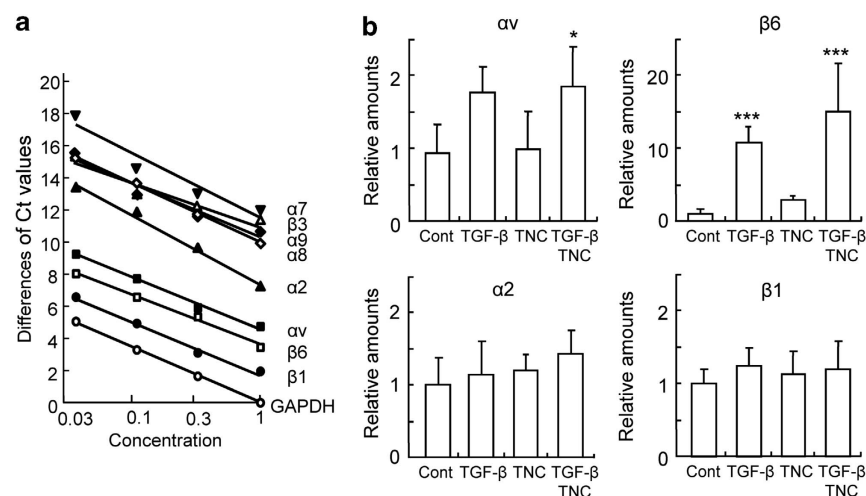 a
Differences of Ct values
20
18
16
14
12
10
8
6
4
2
0
0.03 0.1 0.3 1
Concentration
α7
β3
α9
α8
α2
αv
β6
β1
GAPDH
b
αv
Relative amounts
2
1
0
*
Cont TGF-β TNC TGF-β
TNC
β6
Relative amounts
20
10
0
***
***
Cont TGF-β TNC TGF-β
TNC
α2
Relative amounts
2
1
0
Cont TGF-β TNC TGF-β
TNC
β1
Relative amounts
2
1
0
Cont TGF-β TNC TGF-β
TNC